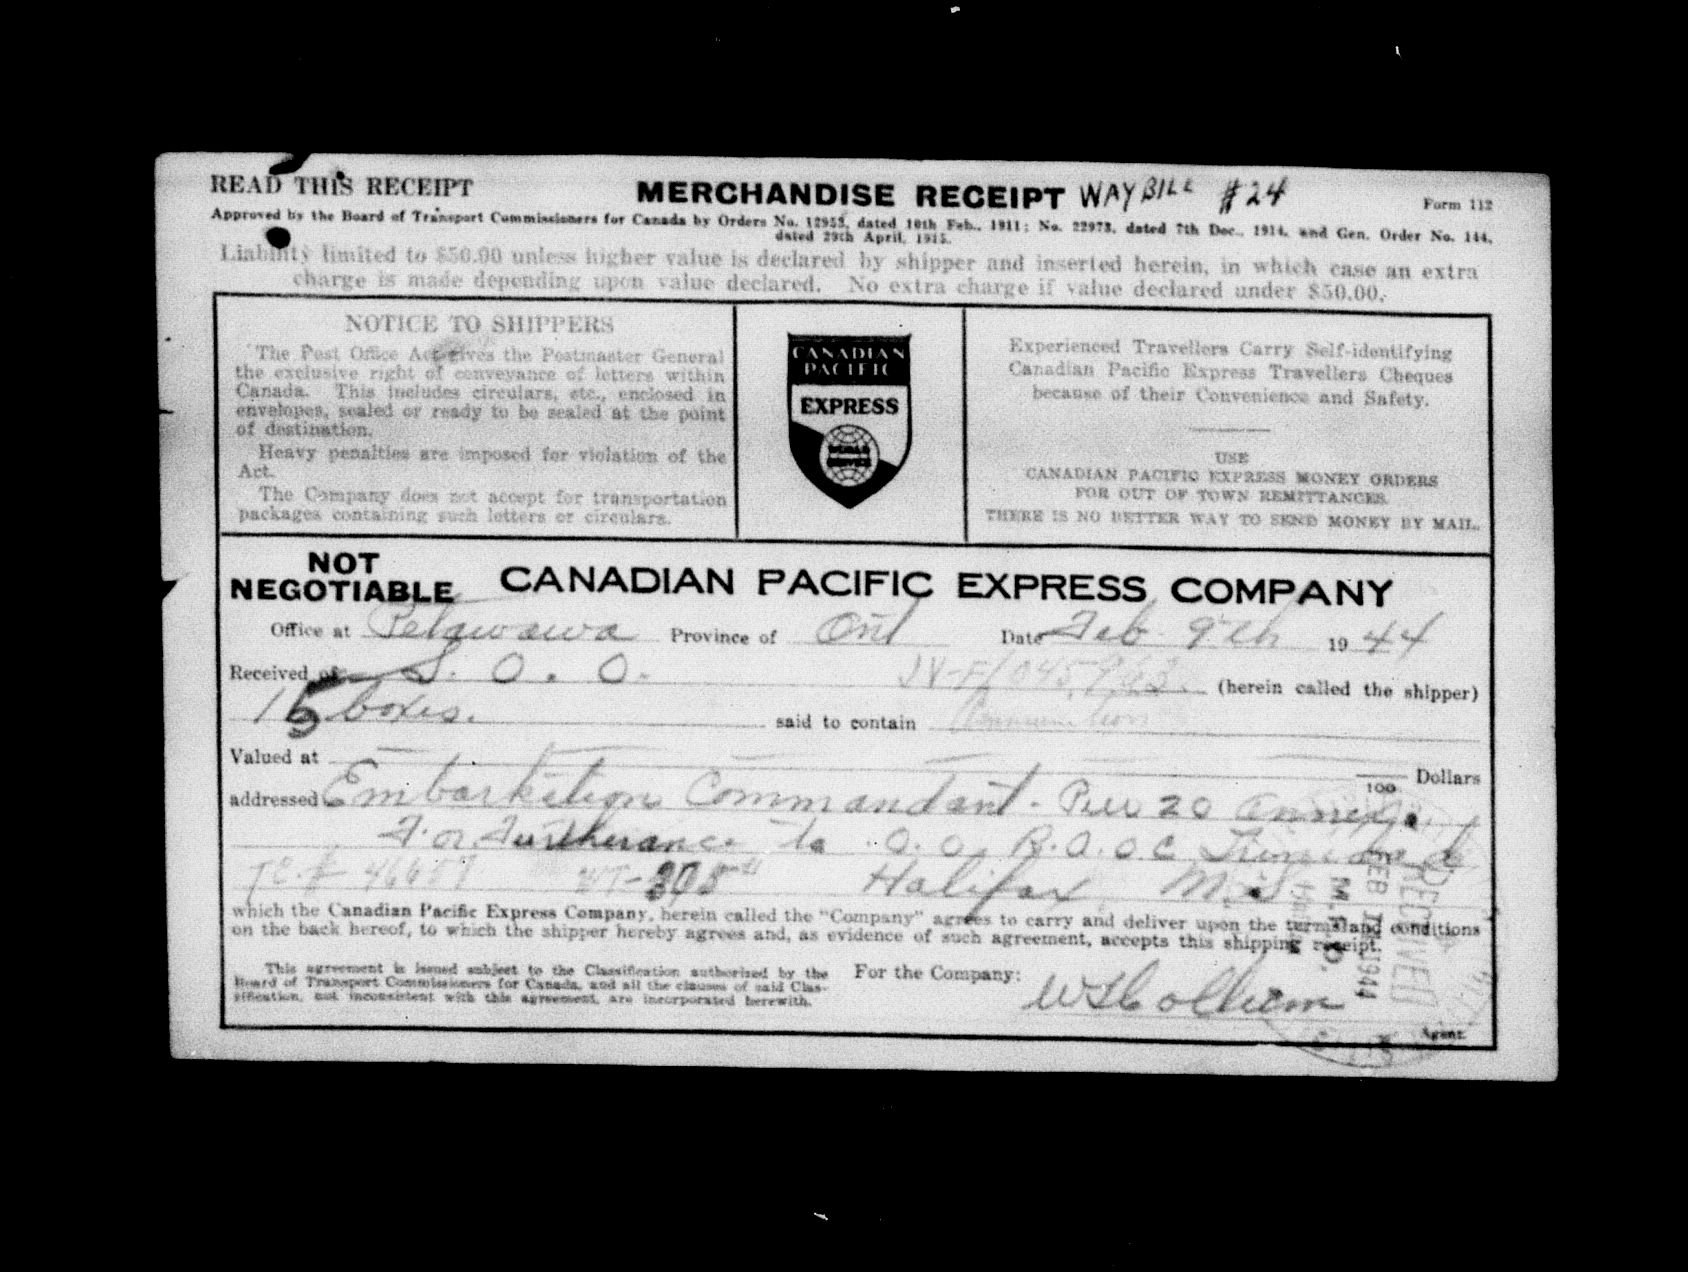 READ THIS RECEIPT
MERCHANDISE RECEIPT WAYBILL #24
Form 112
Approved by the Board of Transport Commissioners for Canada by Orders No. 12952, dated 10th Feb., 1911; No. 22973, dated 7th Dec., 1914, and Gen. Order No. 144,
dated 29th April, 1915.
Liability limited to $50.00 unless higher value is declared by shipper and inserted herein, in which case an extra
charge is made depending upon value declared. No extra charge if value declared under $50.00.
NOTICE TO SHIPPERS
The Post Office Act gives the Postmaster General
the exclusive right of conveyance of letters within
Canada. This includes circulars, etc., enclosed in
envelopes, sealed or ready to be sealed at the point
of destination.
Heavy penalties are imposed for violation of the
Act.
The Company does not accept for transportation
packages containing such letters or circulars.
CANADIAN
PACIFIC
EXPRESS
WORLD
SERVICE
Experienced Travellers Carry Self-identifying
Canadian Pacific Express Travellers Cheques
because of their Convenience and Safety.
USE
CANADIAN PACIFIC EXPRESS MONEY ORDERS
FOR OUT OF TOWN REMITTANCES.
THERE IS NO BETTER WAY TO SEND MONEY BY MAIL.
NOT
NEGOTIABLE
CANADIAN PACIFIC EXPRESS COMPANY
Office at Petawawa Province of Ont Date Feb 9th 1944
Received of S. O. O. (herein called the shipper)
15 boxes. said to contain Ammunition
Valued at
100 Dollars
addressed Embarkation Commandant - Pier 20
For Furtherance to O.O. R.A.O.C
Halifax N.S.
which the Canadian Pacific Express Company, herein called the "Company" agrees to carry and deliver upon the terms and conditions
on the back hereof, to which the shipper hereby agrees and, as evidence of such agreement, accepts this shipping receipt.
This agreement is issued subject to the Classification authorized by the
Board of Transport Commissioners for Canada, and all the clauses of said Clas-
sification, not inconsistent with this agreement, are incorporated herewith.
For the Company:
Agent.
RECEIVED
FEB 1944